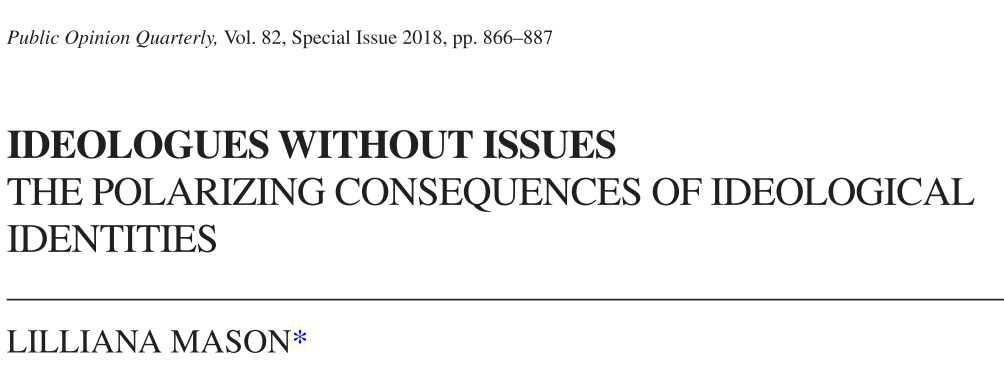 Public Opinion Quarterly, Vol. 82, Special Issue 2018, pp. 866–887
IDEOLOGUES WITHOUT ISSUES
THE POLARIZING CONSEQUENCES OF IDEOLOGICAL
IDENTITIES
LILLIANA MASON*